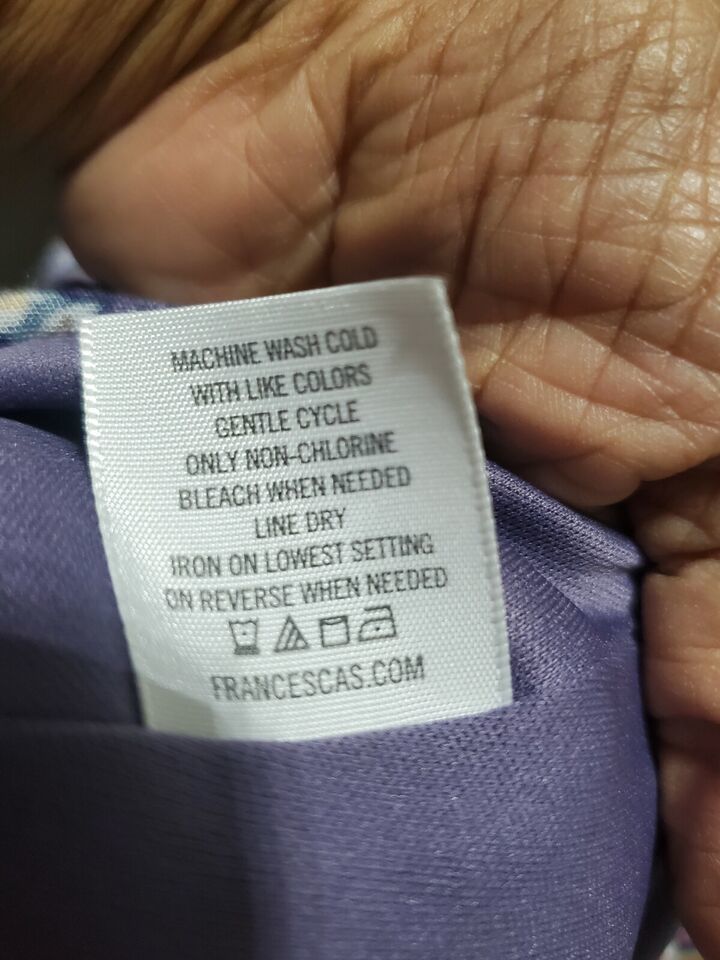 MACHINE WASH COLD
WITH LIKE COLORS
GENTLE CYCLE
ONLY NON-CHLORINE
BLEACH WHEN NEEDED
LINE DRY
IRON ON LOWEST SETTING
ON REVERSE WHEN NEEDED
FRANCESCAS.COM